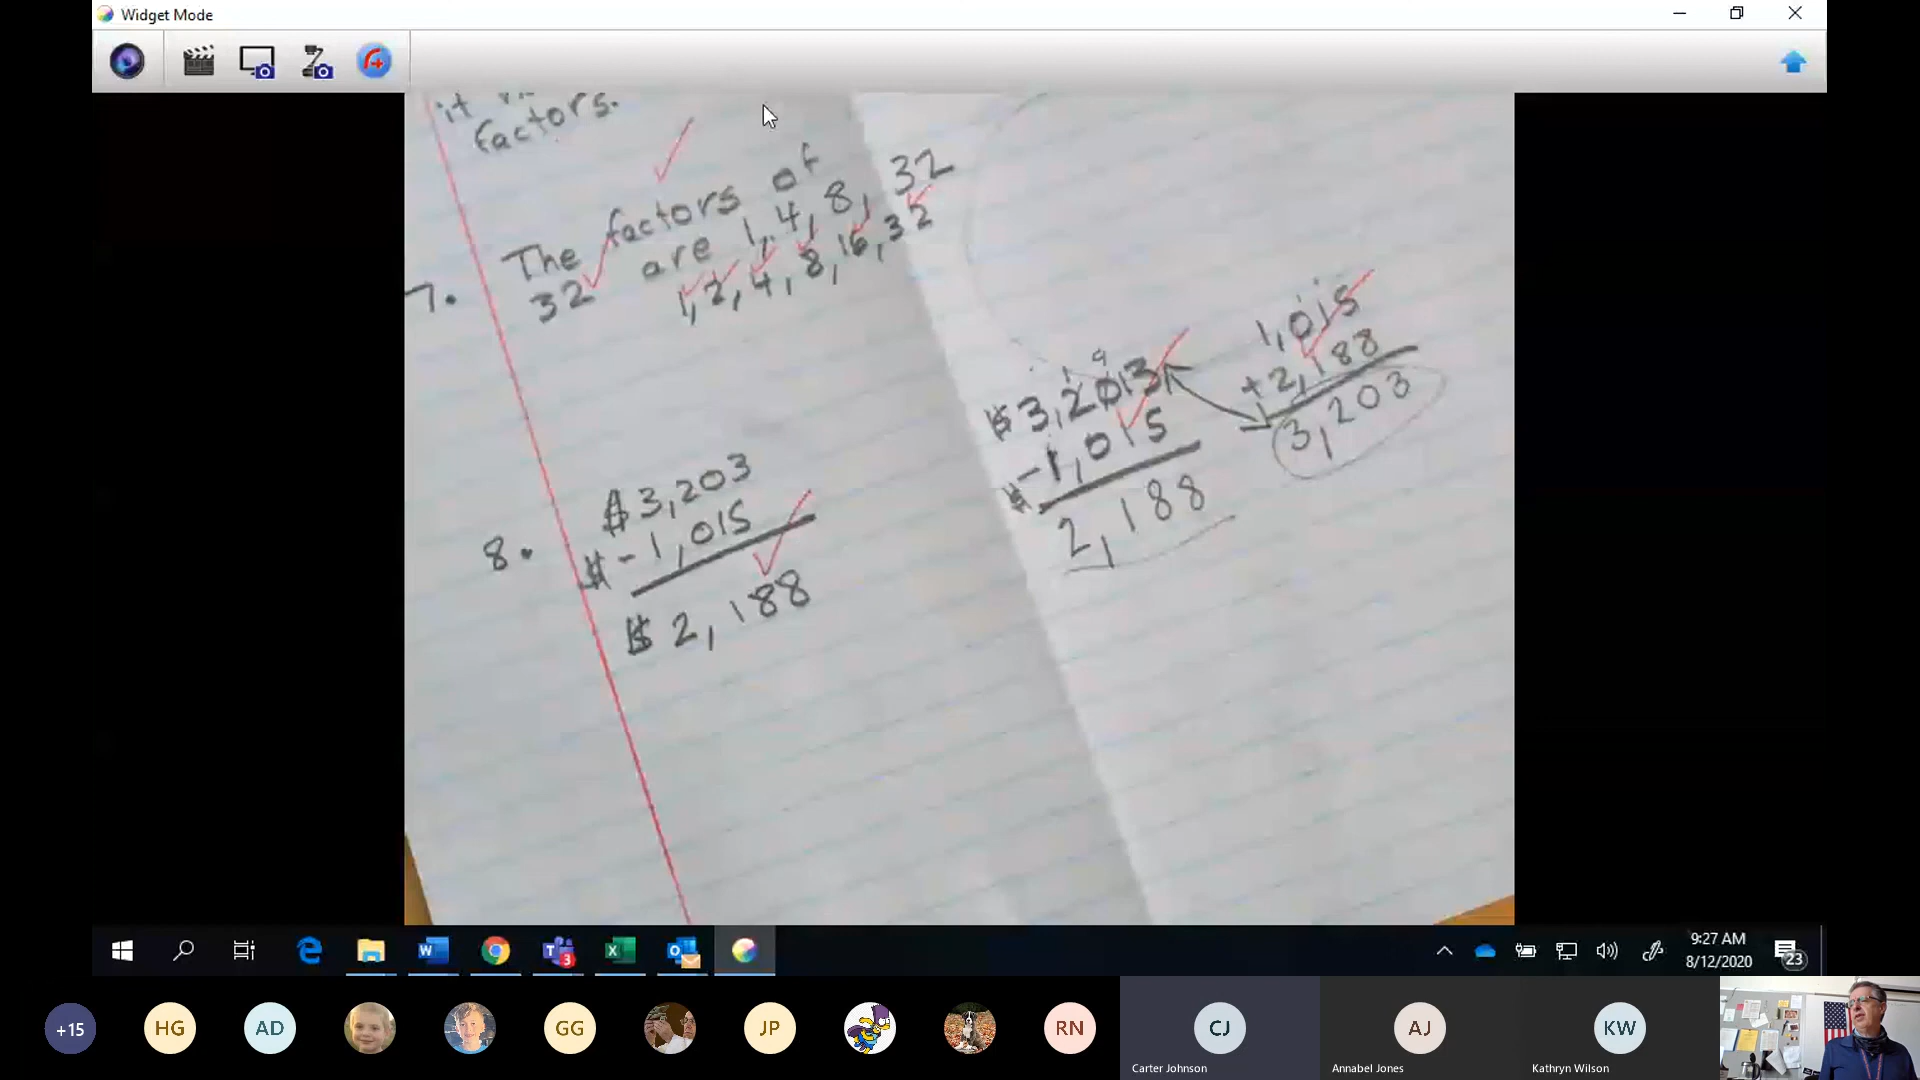 Widget Mode
factors.
The factors of
32 are 1, 4, 8, 32
7. 1, 2, 4, 8, 16, 32
8. $3,203
$-1,015
$2,188
$3,2013
$-1,015
2,188
1,015
+2,188
3,203
9:27 AM
8/12/2020
23
3
+15
HG
AD
GG
JP
RN
CJ
AJ
KW
Carter Johnson
Annabel Jones
Kathryn Wilson